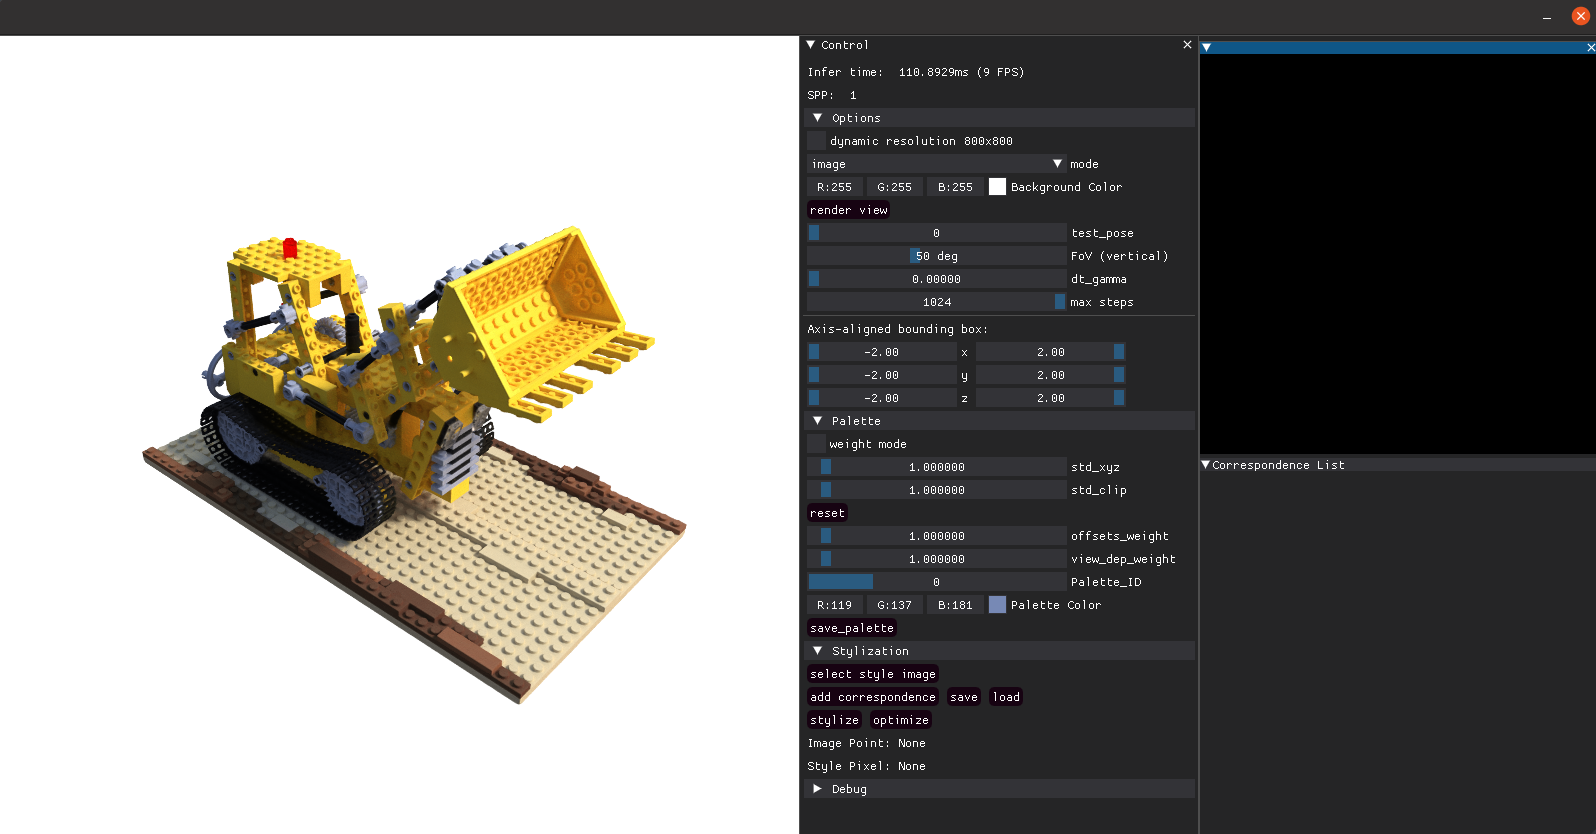 Control
Infer time: 110.8929ms (9 FPS)
SPP: 1
Options
dynamic resolution 800x800
image mode
R:255 G:255 B:255 Background Color
render view
0 test_pose
50 deg FoV (vertical)
0.00000 dt_gamma
1024 max steps
Axis-aligned bounding box:
-2.00 x 2.00
-2.00 y 2.00
-2.00 z 2.00
Palette
weight mode
1.000000 std_xyz
1.000000 std_clip
reset
1.000000 offsets_weight
1.000000 view_dep_weight
0 Palette_ID
R:119 G:137 B:181 Palette Color
save_palette
Stylization
select style image
add correspondence save load
stylize optimize
Image Point: None
Style Pixel: None
Debug
Correspondence List